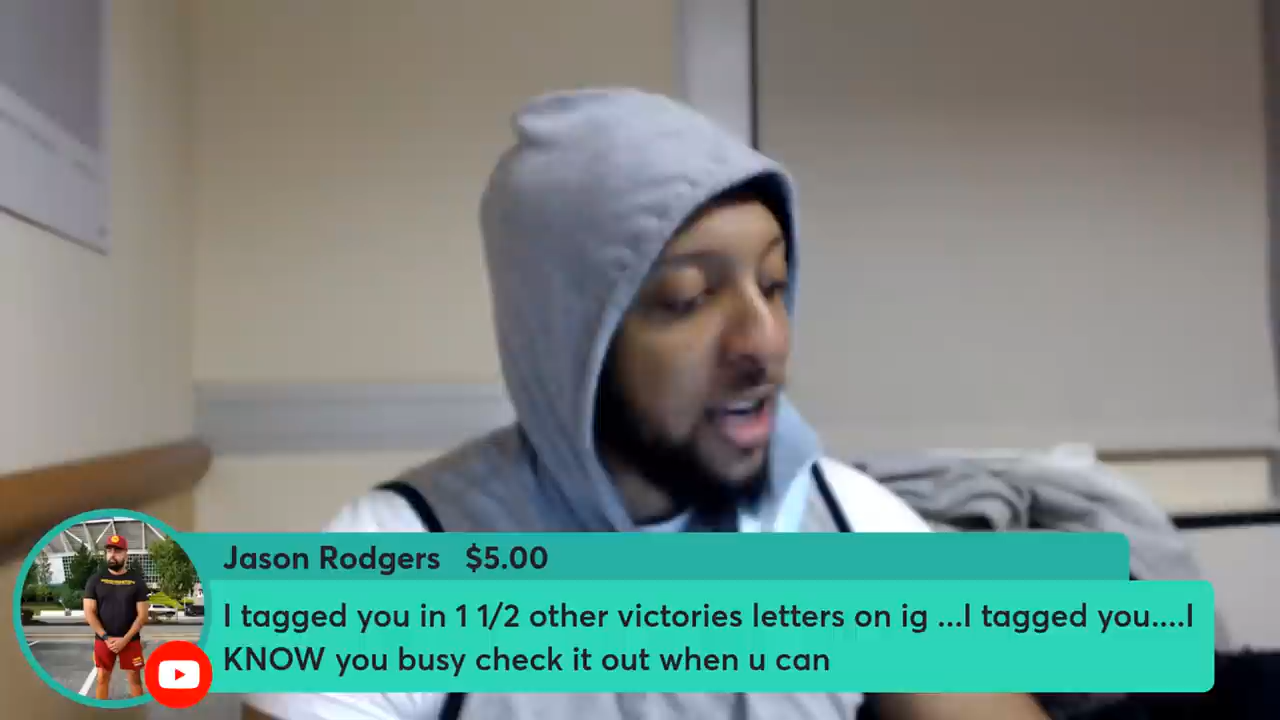 Jason Rodgers $5.00
I tagged you in 1 1/2 other victories letters on ig ...I tagged you....I
KNOW you busy check it out when u can